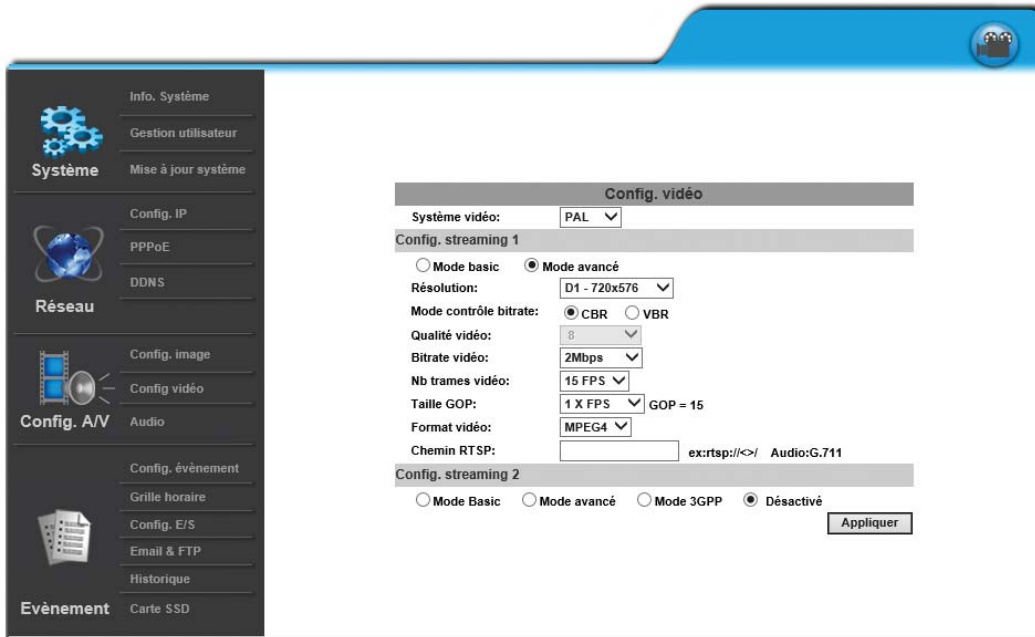 Info. Système
Gestion utilisateur
Système
Mise à jour système
Config. IP
PPPoE
DDNS
Réseau
Config. image
Config vidéo
Config. A/V
Audio
Config. évènement
Grille horaire
Config. E/S
Email & FTP
Historique
Evènement
Carte SSD
Config. vidéo
Système vidéo: PAL
Config. streaming 1
Mode basic Mode avancé
Résolution: D1 - 720x576
Mode contrôle bitrate: CBR VBR
Qualité vidéo: 8
Bitrate vidéo: 2Mbps
Nb trames vidéo: 15 FPS
Taille GOP: 1 X FPS GOP = 15
Format vidéo: MPEG4
Chemin RTSP: ex:rtsp://<>/ Audio:G.711
Config. streaming 2
Mode Basic Mode avancé Mode 3GPP Désactivé
Appliquer